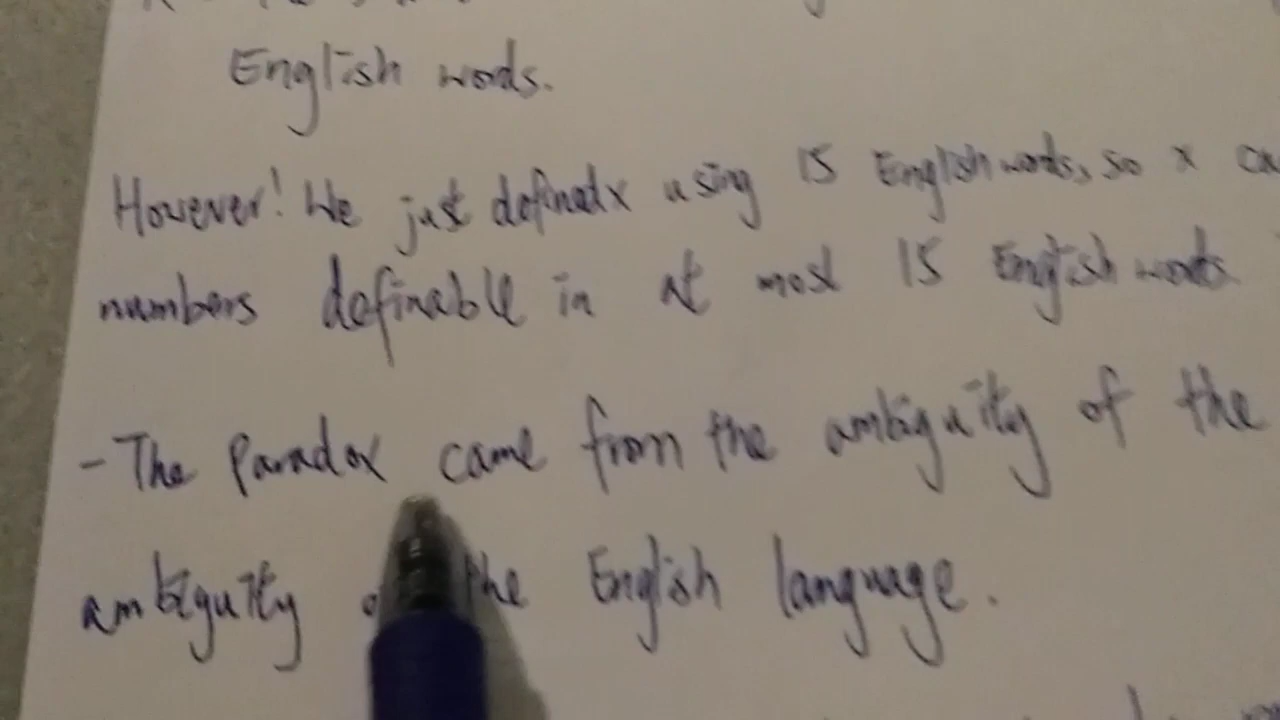 English words.
However! We just defined x using 15 English words, so x
numbers definable in at most 15 English words
- The Paradox came from the ambiguity of the
ambiguity the English language.